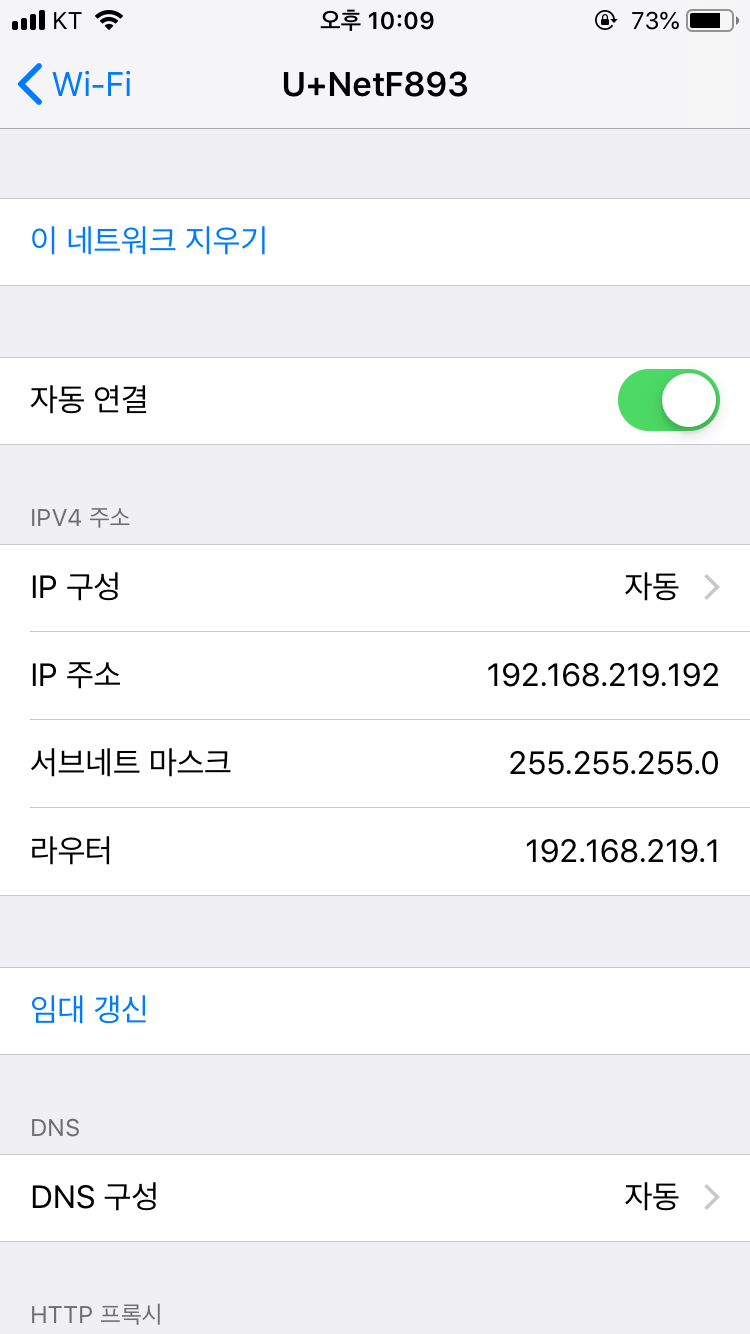 KT 오후 10:09 73%
Wi-Fi U+NetF893
이 네트워크 지우기
자동 연결
IPV4 주소
IP 구성 자동
IP 주소 192.168.219.192
서브네트 마스크 255.255.255.0
라우터 192.168.219.1
임대 갱신
DNS
DNS 구성 자동
HTTP 프록시